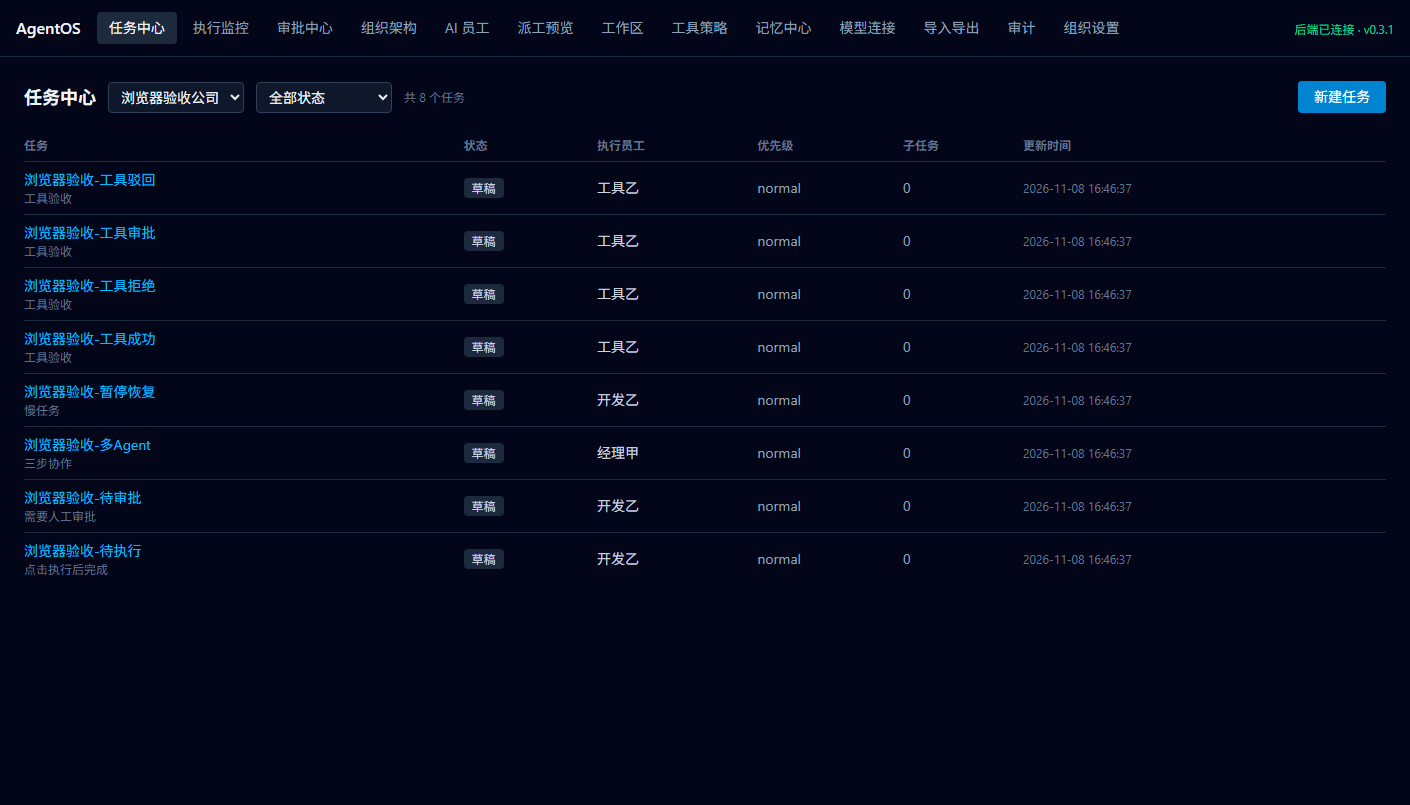 AgentOS 任务中心 执行监控 审批中心 组织架构 AI 员工 派工预览 工作区 工具策略 记忆中心 模型连接 导入导出 审计 组织设置 后端已连接 · v0.3.1
任务中心 浏览器验收公司 全部状态 共 8 个任务 新建任务
任务 状态 执行员工 优先级 子任务 更新时间
浏览器验收-工具驳回 草稿 工具乙 normal 0 2026-11-08 16:46:37
工具验收
浏览器验收-工具审批 草稿 工具乙 normal 0 2026-11-08 16:46:37
工具验收
浏览器验收-工具拒绝 草稿 工具乙 normal 0 2026-11-08 16:46:37
工具验收
浏览器验收-工具成功 草稿 工具乙 normal 0 2026-11-08 16:46:37
工具验收
浏览器验收-暂停恢复 草稿 开发乙 normal 0 2026-11-08 16:46:37
慢任务
浏览器验收-多Agent 草稿 经理甲 normal 0 2026-11-08 16:46:37
三步协作
浏览器验收-待审批 草稿 开发乙 normal 0 2026-11-08 16:46:37
需要人工审批
浏览器验收-待执行 草稿 开发乙 normal 0 2026-11-08 16:46:37
点击执行后完成